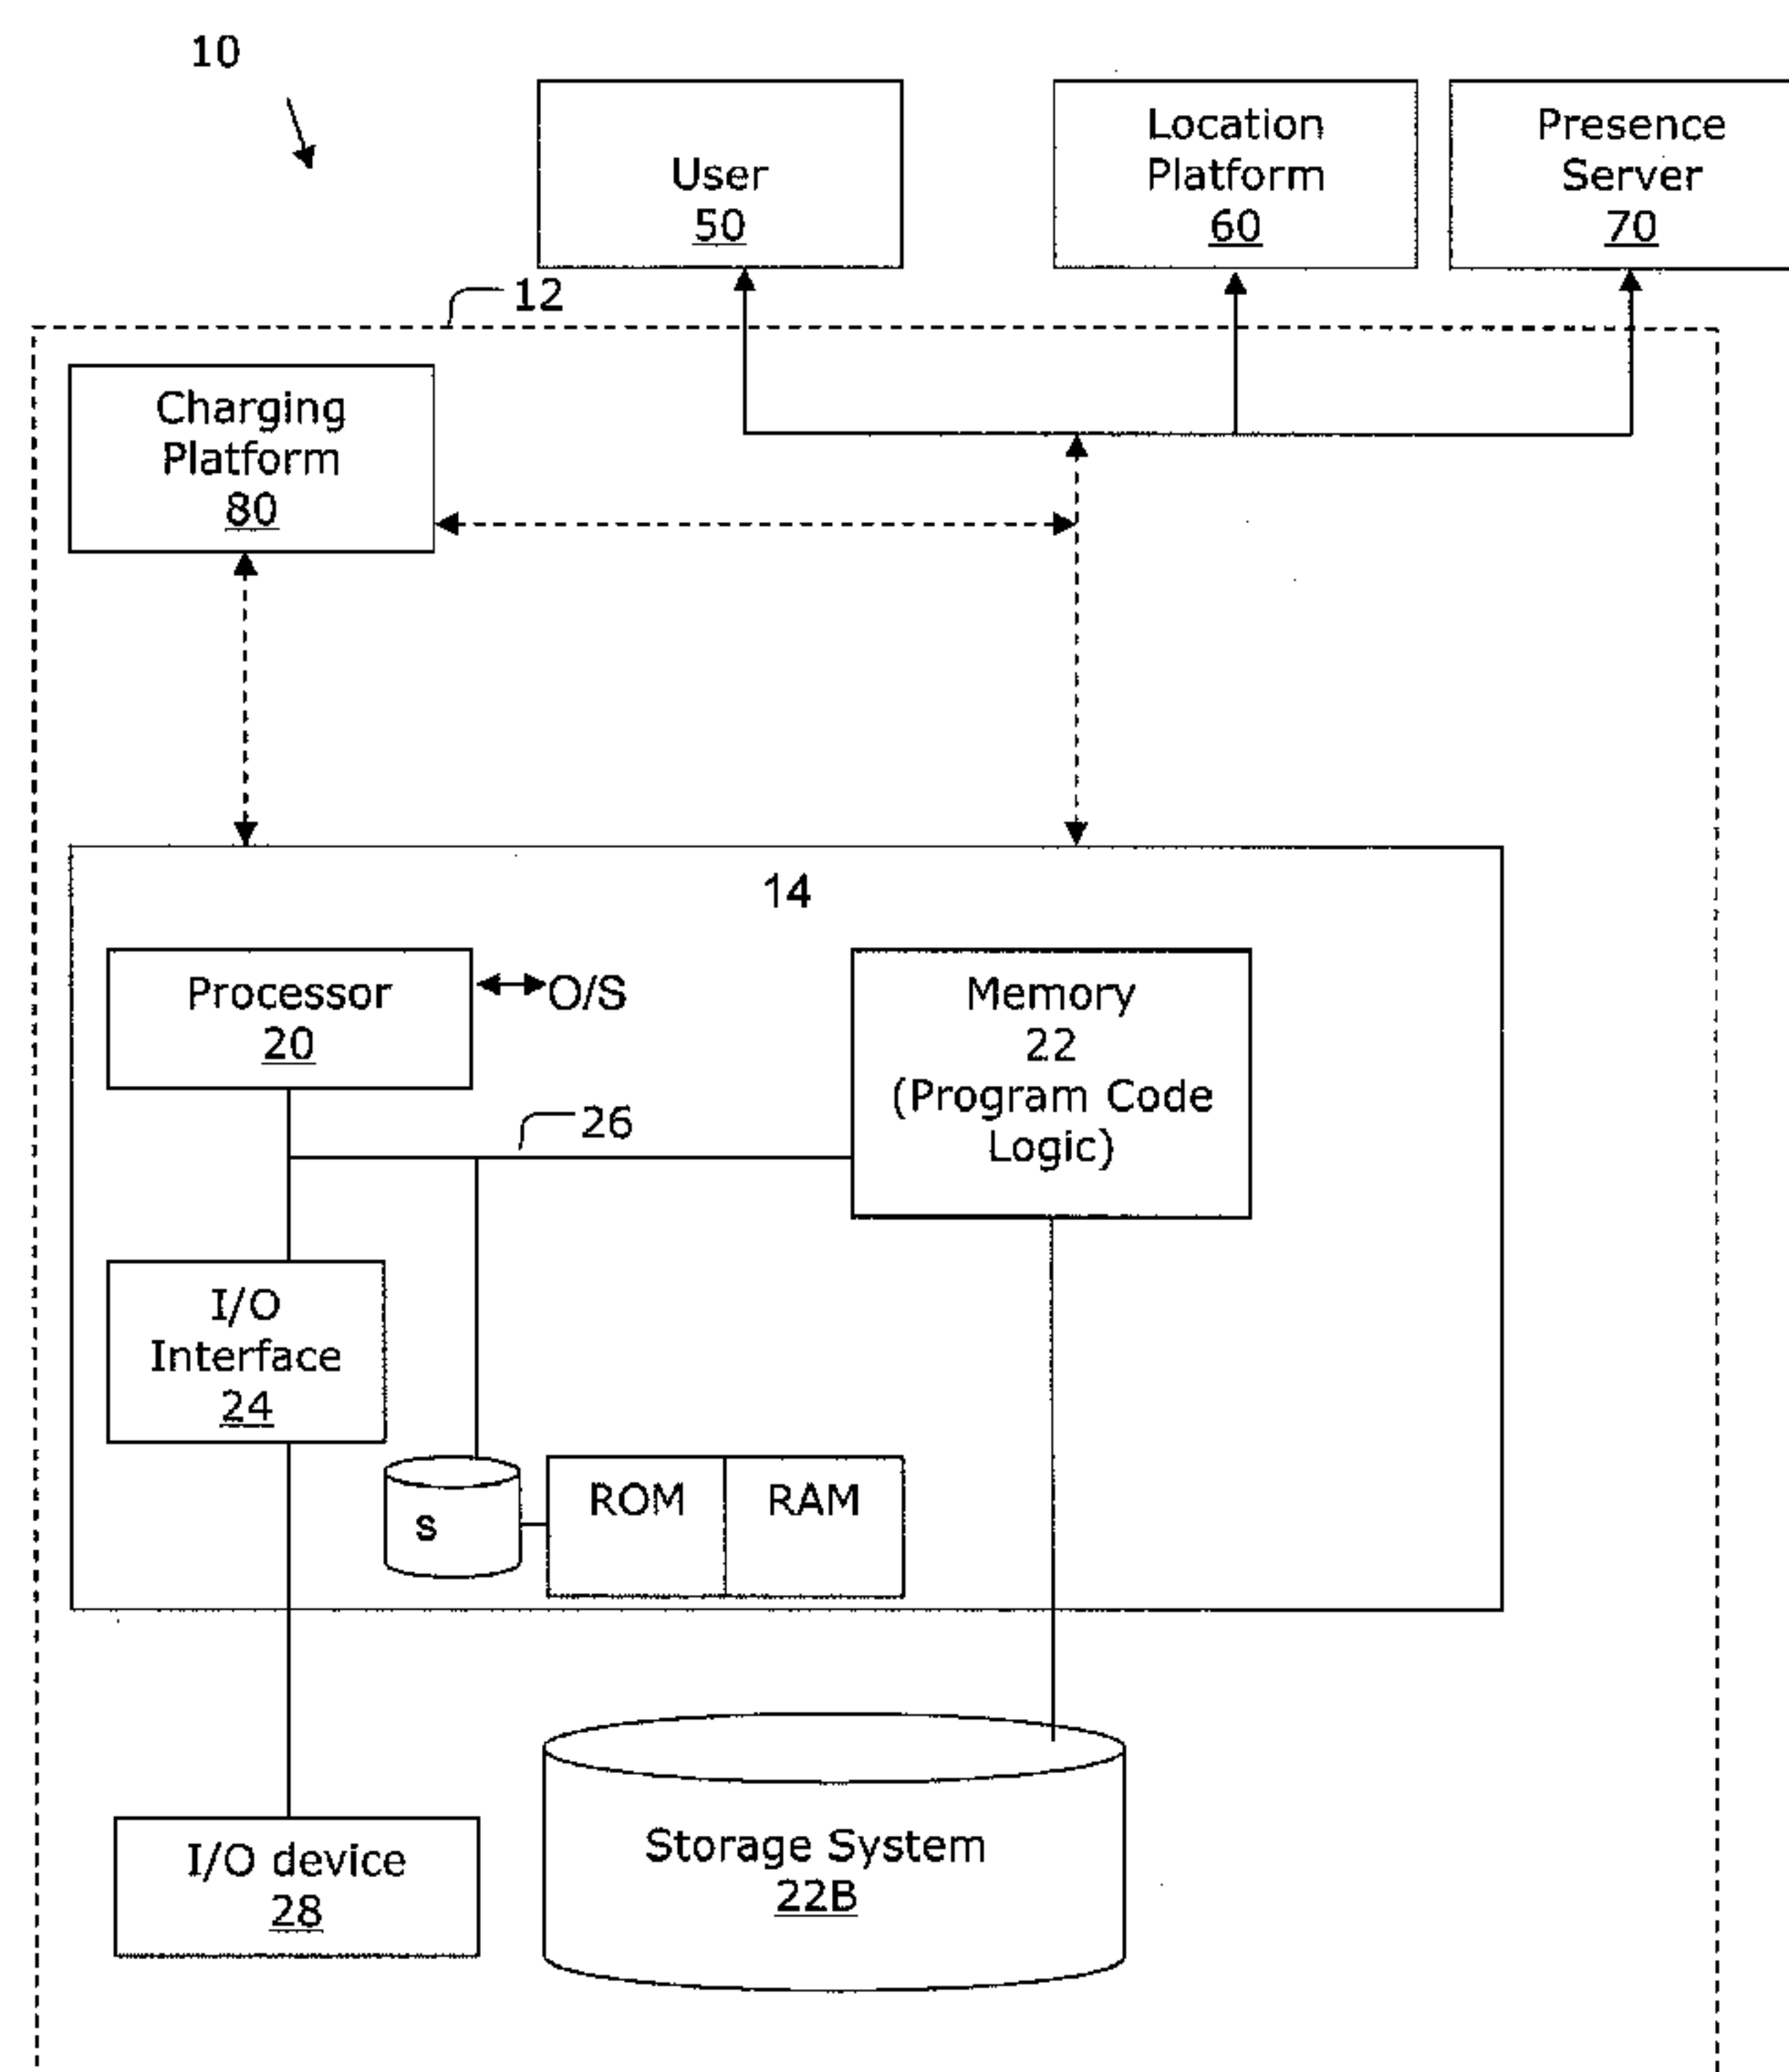 10
User
50
Location
Platform
60
Presence
Server
70
12
Charging
Platform
80
14
Processor
20
O/S
Memory
22
(Program Code
Logic)
26
I/O
Interface
24
S
ROM
RAM
I/O device
28
Storage System
22B